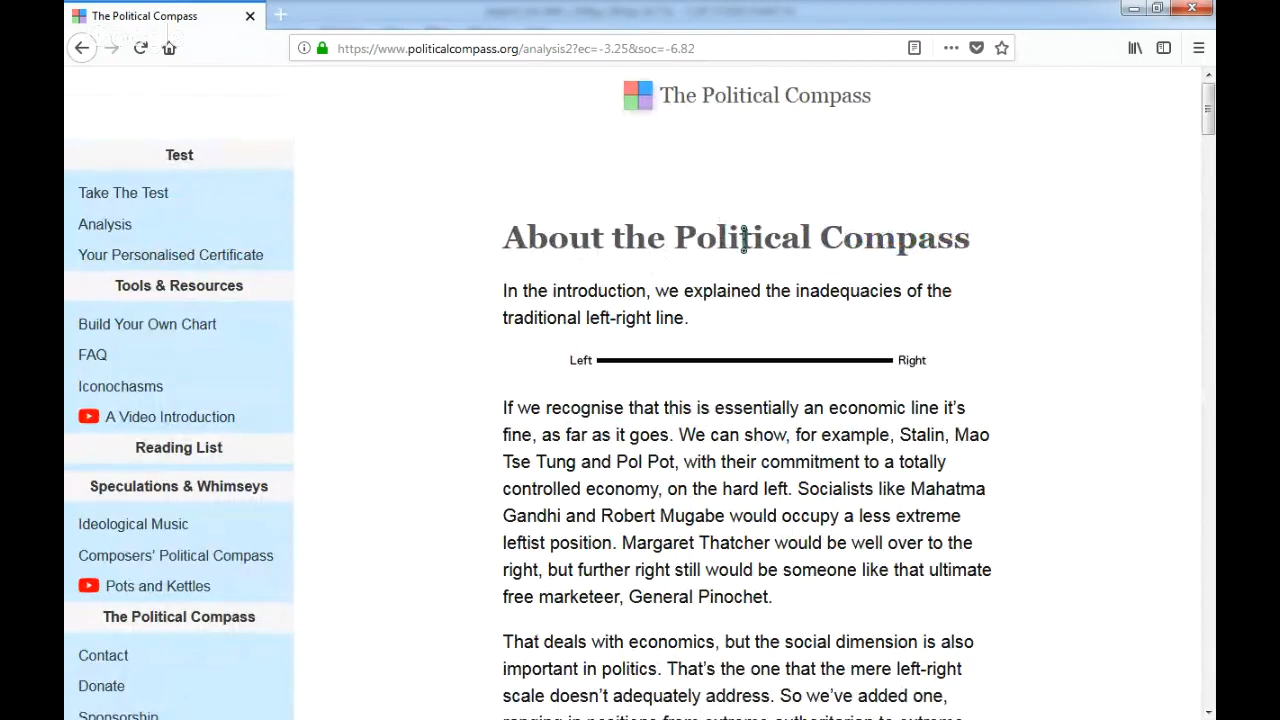 The Political Compass
https://www.politicalcompass.org/analysis2?ec=-3.25&soc=-6.82
The Political Compass
Test
Take The Test
Analysis
Your Personalised Certificate
Tools & Resources
Build Your Own Chart
FAQ
Iconochasms
A Video Introduction
Reading List
Speculations & Whimseys
Ideological Music
Composers' Political Compass
Pots and Kettles
The Political Compass
Contact
Donate
Sponsorship
About the Political Compass
In the introduction, we explained the inadequacies of the
traditional left-right line.
Left Right
If we recognise that this is essentially an economic line it's
fine, as far as it goes. We can show, for example, Stalin, Mao
Tse Tung and Pol Pot, with their commitment to a totally
controlled economy, on the hard left. Socialists like Mahatma
Gandhi and Robert Mugabe would occupy a less extreme
leftist position. Margaret Thatcher would be well over to the
right, but further right still would be someone like that ultimate
free marketeer, General Pinochet.
That deals with economics, but the social dimension is also
important in politics. That's the one that the mere left-right
scale doesn't adequately address. So we've added one,
ranging in positions from extreme authoritarian to extreme